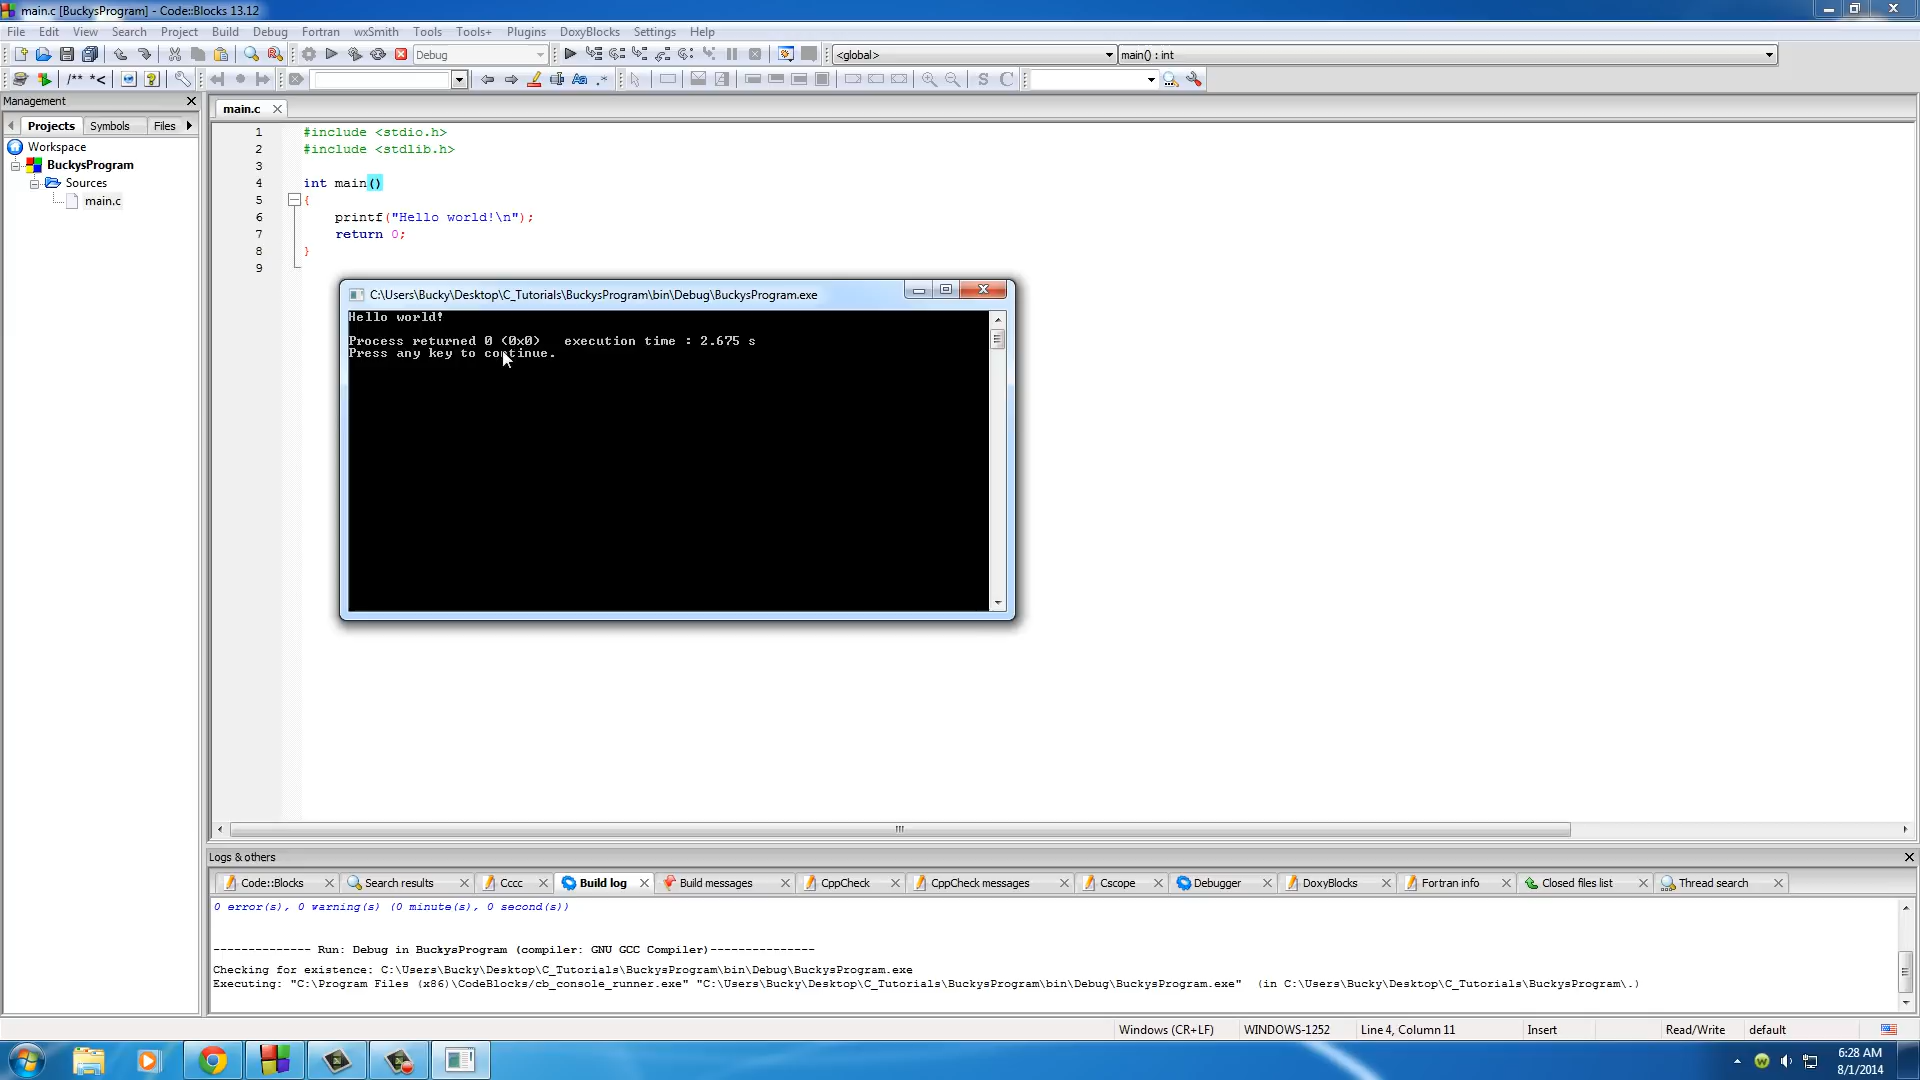 main.c [BuckysProgram] - Code::Blocks 13.12
File Edit View Search Project Build Debug Fortran wxSmith Tools Tools+ Plugins DoxyBlocks Settings Help
Debug <global> main() : int
/** *< Aa .* S C
Management
Projects Symbols Files
main.c
Workspace
BuckysProgram
Sources
main.c
1 #include <stdio.h>
2 #include <stdlib.h>
3
4 int main()
5 {
6 printf("Hello world!\n");
7 return 0;
8 }
9
C:\Users\Bucky\Desktop\C_Tutorials\BuckysProgram\bin\Debug\BuckysProgram.exe
Hello world!
Process returned 0 (0x0) execution time : 2.675 s
Press any key to continue.
Logs & others
Code::Blocks Search results Cccc Build log Build messages CppCheck CppCheck messages Cscope Debugger DoxyBlocks Fortran info Closed files list Thread search
0 error(s), 0 warning(s) (0 minute(s), 0 second(s))
-------------- Run: Debug in BuckysProgram (compiler: GNU GCC Compiler)---------------
Checking for existence: C:\Users\Bucky\Desktop\C_Tutorials\BuckysProgram\bin\Debug\BuckysProgram.exe
Executing: "C:\Program Files (x86)\CodeBlocks/cb_console_runner.exe" "C:\Users\Bucky\Desktop\C_Tutorials\BuckysProgram\bin\Debug\BuckysProgram.exe" (in C:\Users\Bucky\Desktop\C_Tutorials\BuckysProgram\.)
Windows (CR+LF) WINDOWS-1252 Line 4, Column 11 Insert Read/Write default
6:28 AM
8/1/2014